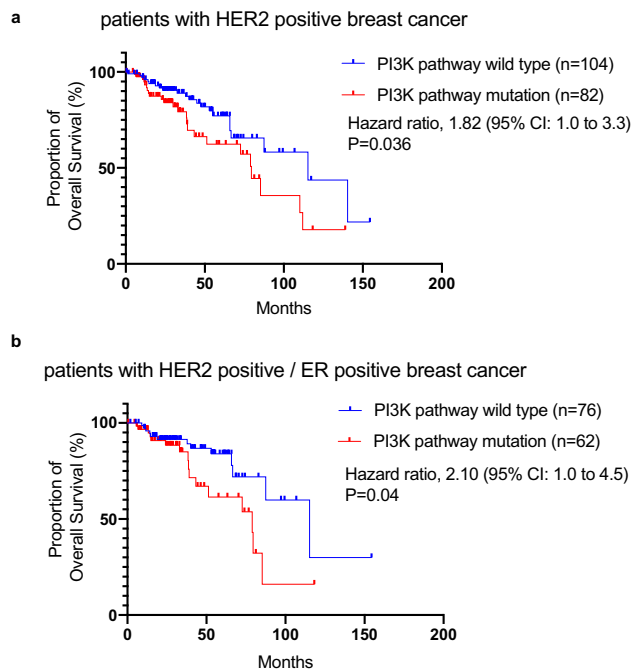 a
patients with HER2 positive breast cancer
PI3K pathway wild type (n=104)
PI3K pathway mutation (n=82)
Hazard ratio, 1.82 (95% CI: 1.0 to 3.3)
P=0.036
Proportion of
Overall Survival (%)
100
50
0
0 50 100 150 200
Months
b
patients with HER2 positive / ER positive breast cancer
PI3K pathway wild type (n=76)
PI3K pathway mutation (n=62)
Hazard ratio, 2.10 (95% CI: 1.0 to 4.5)
P=0.04
Proportion of
Overall Survival (%)
100
50
0
0 50 100 150 200
Months